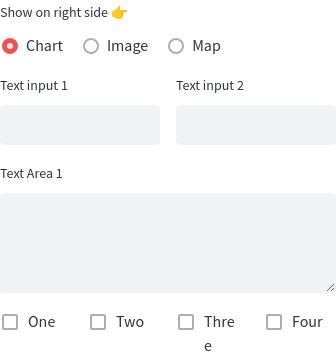 Show on right side 👉
Chart Image Map
Text input 1 Text input 2
Text Area 1
One Two Thre Four
e